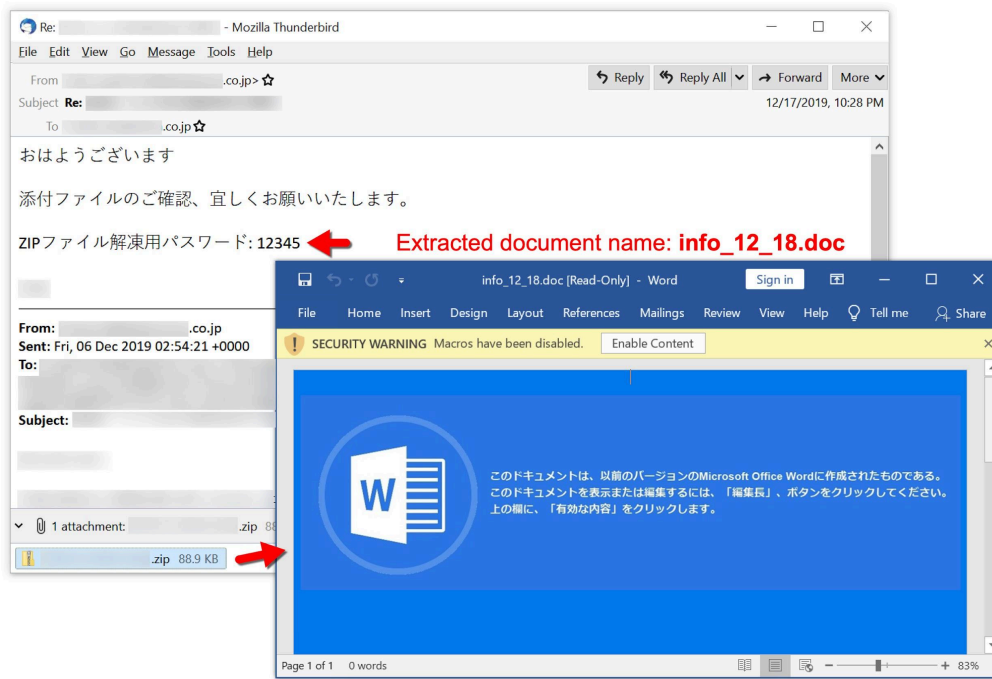 Re: - Mozilla Thunderbird
File Edit View Go Message Tools Help
From .co.jp> Reply Reply All Forward More
Subject Re: 12/17/2019, 10:28 PM
To .co.jp
おはようございます
添付ファイルのご確認、宜しくお願いいたします。
ZIPファイル解凍用パスワード: 12345
Extracted document name: info_12_18.doc
From: .co.jp
Sent: Fri, 06 Dec 2019 02:54:21 +0000
To:
Subject:
1 attachment: .zip 88
.zip 88.9 KB
info_12_18.doc [Read-Only] - Word Sign in
File Home Insert Design Layout References Mailings Review View Help Tell me Share
SECURITY WARNING Macros have been disabled. Enable Content
W
このドキュメントは、以前のバージョンのMicrosoft Office Wordに作成されたものである。
このドキュメントを表示または編集するには、「編集長」、ボタンをクリックしてください。
上の欄に、「有効な内容」をクリックします。
Page 1 of 1 0 words 83%